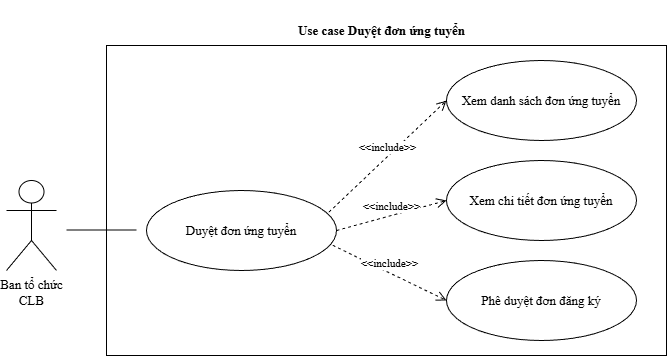 Use case Duyệt đơn ứng tuyển
Xem danh sách đơn ứng tuyển
<<include>>
Xem chi tiết đơn ứng tuyển
<<include>>
Duyệt đơn ứng tuyển
<<include>>
Ban tổ chức
CLB
Phê duyệt đơn đăng ký